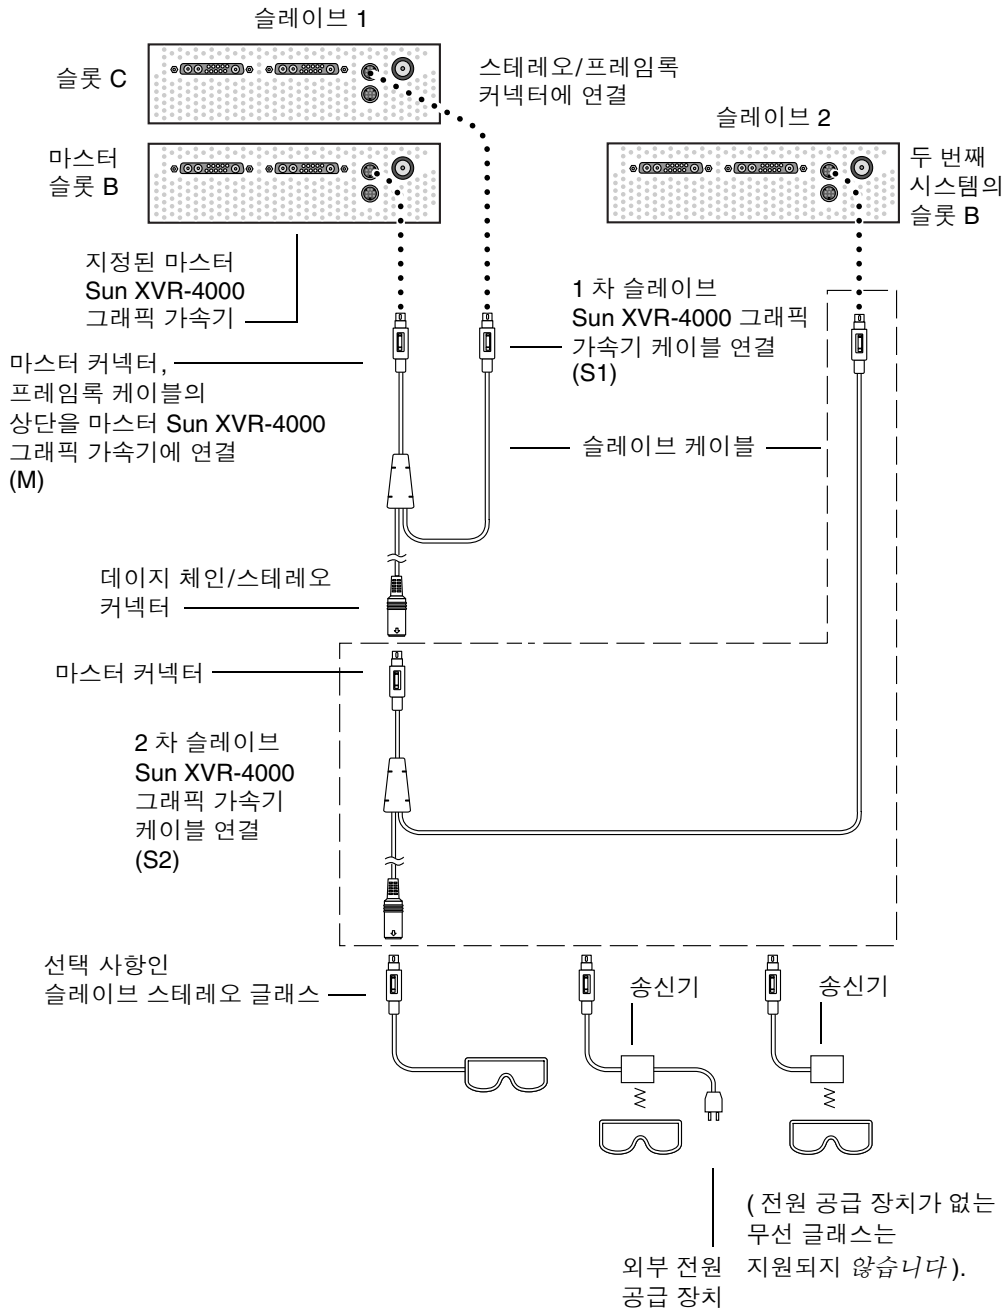 슬레이브 1
슬롯 C
스테레오/프레임록
커넥터에 연결
슬레이브 2
마스터
슬롯 B
두 번째
시스템의
슬롯 B
지정된 마스터
Sun XVR-4000
그래픽 가속기
1 차 슬레이브
Sun XVR-4000 그래픽
가속기 케이블 연결
(S1)
마스터 커넥터,
프레임록 케이블의
상단을 마스터 Sun XVR-4000
그래픽 가속기에 연결
(M)
슬레이브 케이블
데이지 체인/스테레오
커넥터
마스터 커넥터
2 차 슬레이브
Sun XVR-4000
그래픽 가속기
케이블 연결
(S2)
선택 사항인
슬레이브 스테레오 글래스
송신기
송신기
외부 전원
공급 장치
( 전원 공급 장치가 없는
무선 글래스는
지원되지 않습니다 ).